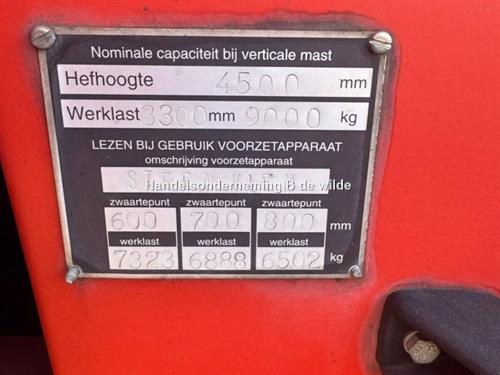 Nominale capaciteit bij verticale mast
Hefhoogte 4500 mm
Werklast 3300 mm 9000 kg
LEZEN BIJ GEBRUIK VOORZETAPPARAAT
omschrijving voorzetapparaat
STEENKLEM
Handelsonderneming B de wilde
zwaartepunt zwaartepunt zwaartepunt
600 700 800 mm
werklast werklast werklast
7323 6888 6502 kg